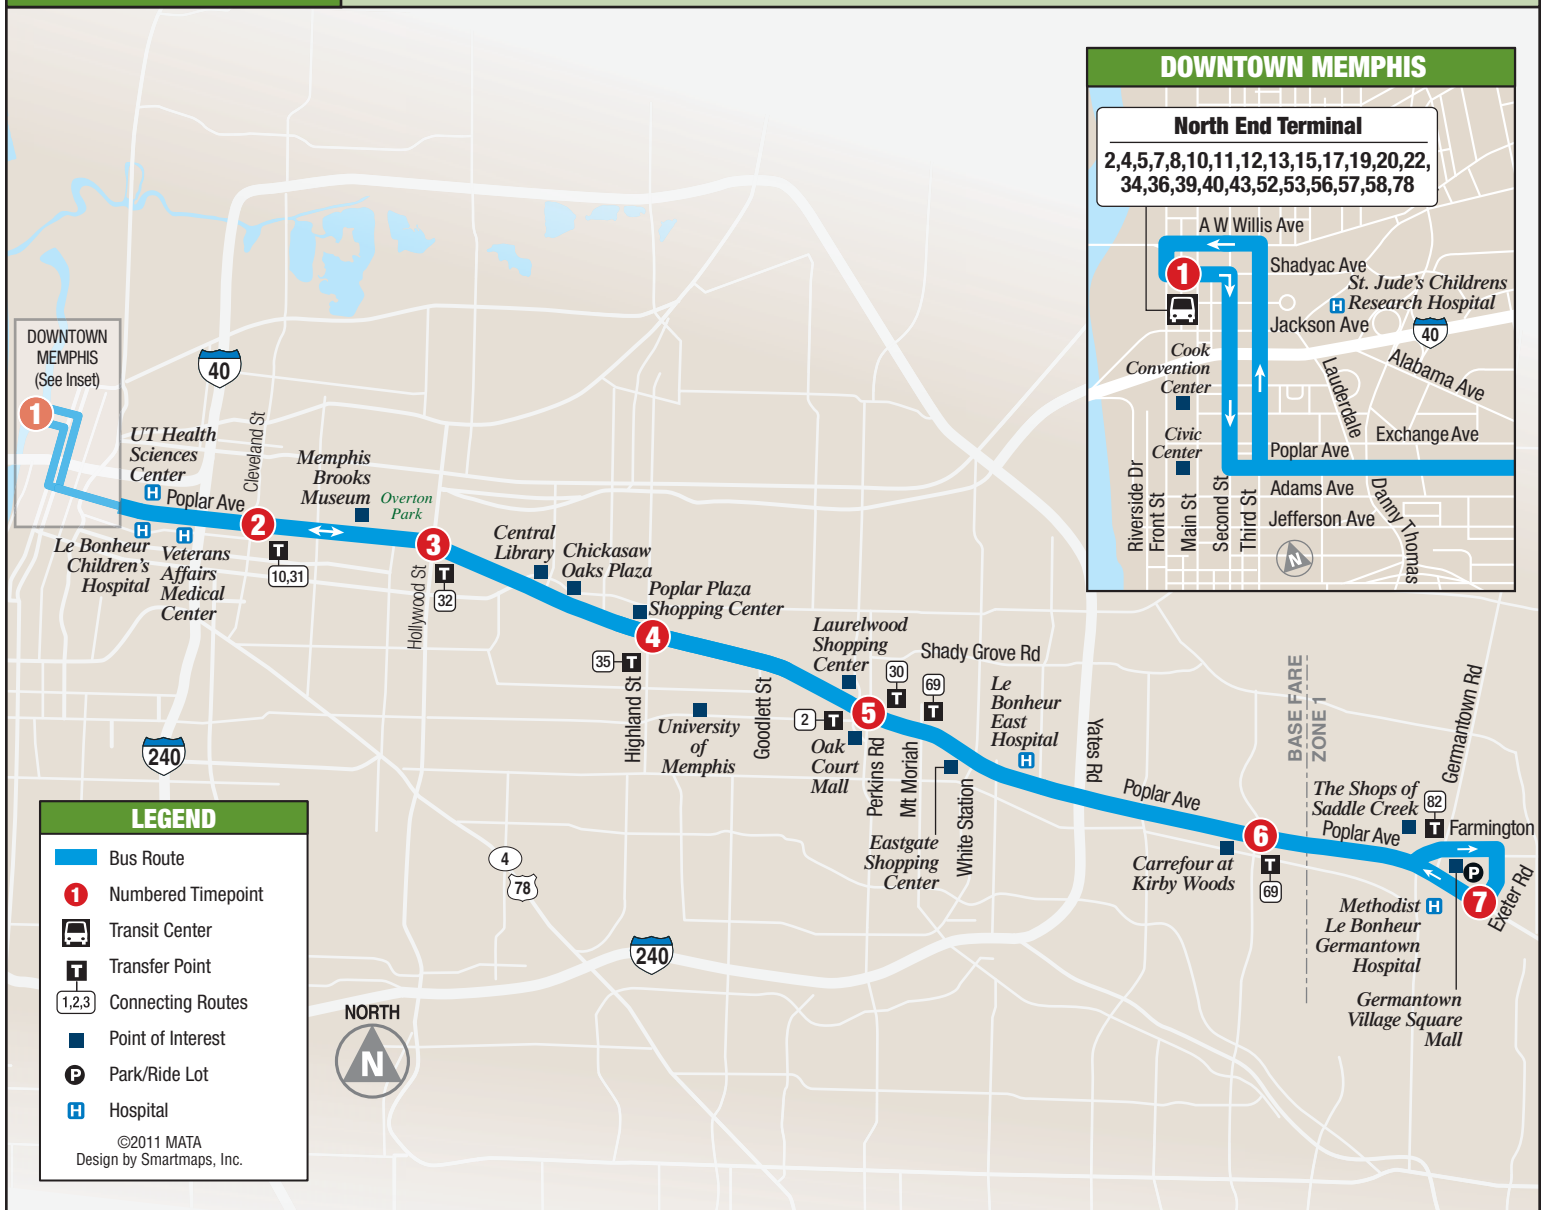 DOWNTOWN MEMPHIS
North End Terminal
2,4,5,7,8,10,11,12,13,15,17,19,20,22,
34,36,39,40,43,52,53,56,57,58,78
A W Willis Ave
1
Shadyac Ave
St. Jude's Childrens
Research Hospital
H
Jackson Ave
40
Cook
Convention
Center
Alabama Ave
Lauderdale
Civic
Center
Exchange Ave
Poplar Ave
Adams Ave
Jefferson Ave
Danny Thomas
Riverside Dr
Front St
Main St
Second St
Third St
N
DOWNTOWN
MEMPHIS
(See Inset)
1
40
UT Health
Sciences
Center
H
Poplar Ave
Cleveland St
2
Memphis
Brooks
Museum
Overton
Park
3
H
Le Bonheur
Children's
Hospital
H
Veterans
Affairs
Medical
Center
T
10,31
Hollywood St
T
32
Central
Library
Chickasaw
Oaks Plaza
Poplar Plaza
Shopping Center
4
35
T
Highland St
University
of
Memphis
Goodlett St
Laurelwood
Shopping
Center
30
T
69
T
Shady Grove Rd
2
T
5
Oak
Court
Mall
Perkins Rd
Mt Moriah
Le
Bonheur
East
Hospital
H
Eastgate
Shopping
Center
White Station
Yates Rd
Poplar Ave
6
Carrefour at
Kirby Woods
T
69
BASE FARE
ZONE 1
The Shops of
Saddle Creek
82
T
Germantown Rd
Poplar Ave
Farmington
P
7
Exeter Rd
Methodist
Le Bonheur
Germantown
Hospital
H
Germantown
Village Square
Mall
240
4
78
240
NORTH
N
LEGEND
Bus Route
1 Numbered Timepoint
Transit Center
T Transfer Point
1,2,3 Connecting Routes
Point of Interest
P Park/Ride Lot
H Hospital
©2011 MATA
Design by Smartmaps, Inc.